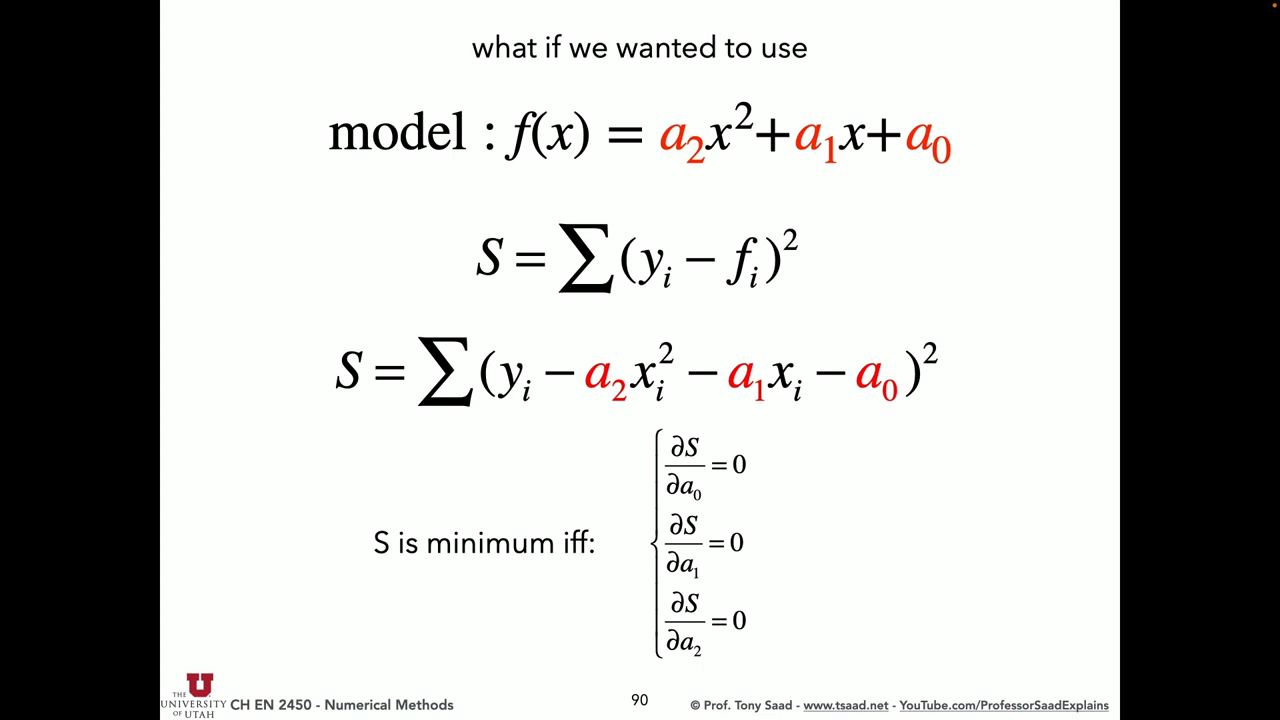 what if we wanted to use
model : f(x) = a₂x²+a₁x+a₀
S = ∑(yᵢ − fᵢ)²
S = ∑(yᵢ − a₂xᵢ² − a₁xᵢ − a₀)²
S is minimum iff:
∂S/∂a₀ = 0
∂S/∂a₁ = 0
∂S/∂a₂ = 0
THE
UNIVERSITY
OF UTAH
CH EN 2450 - Numerical Methods
90
© Prof. Tony Saad - www.tsaad.net - YouTube.com/ProfessorSaadExplains